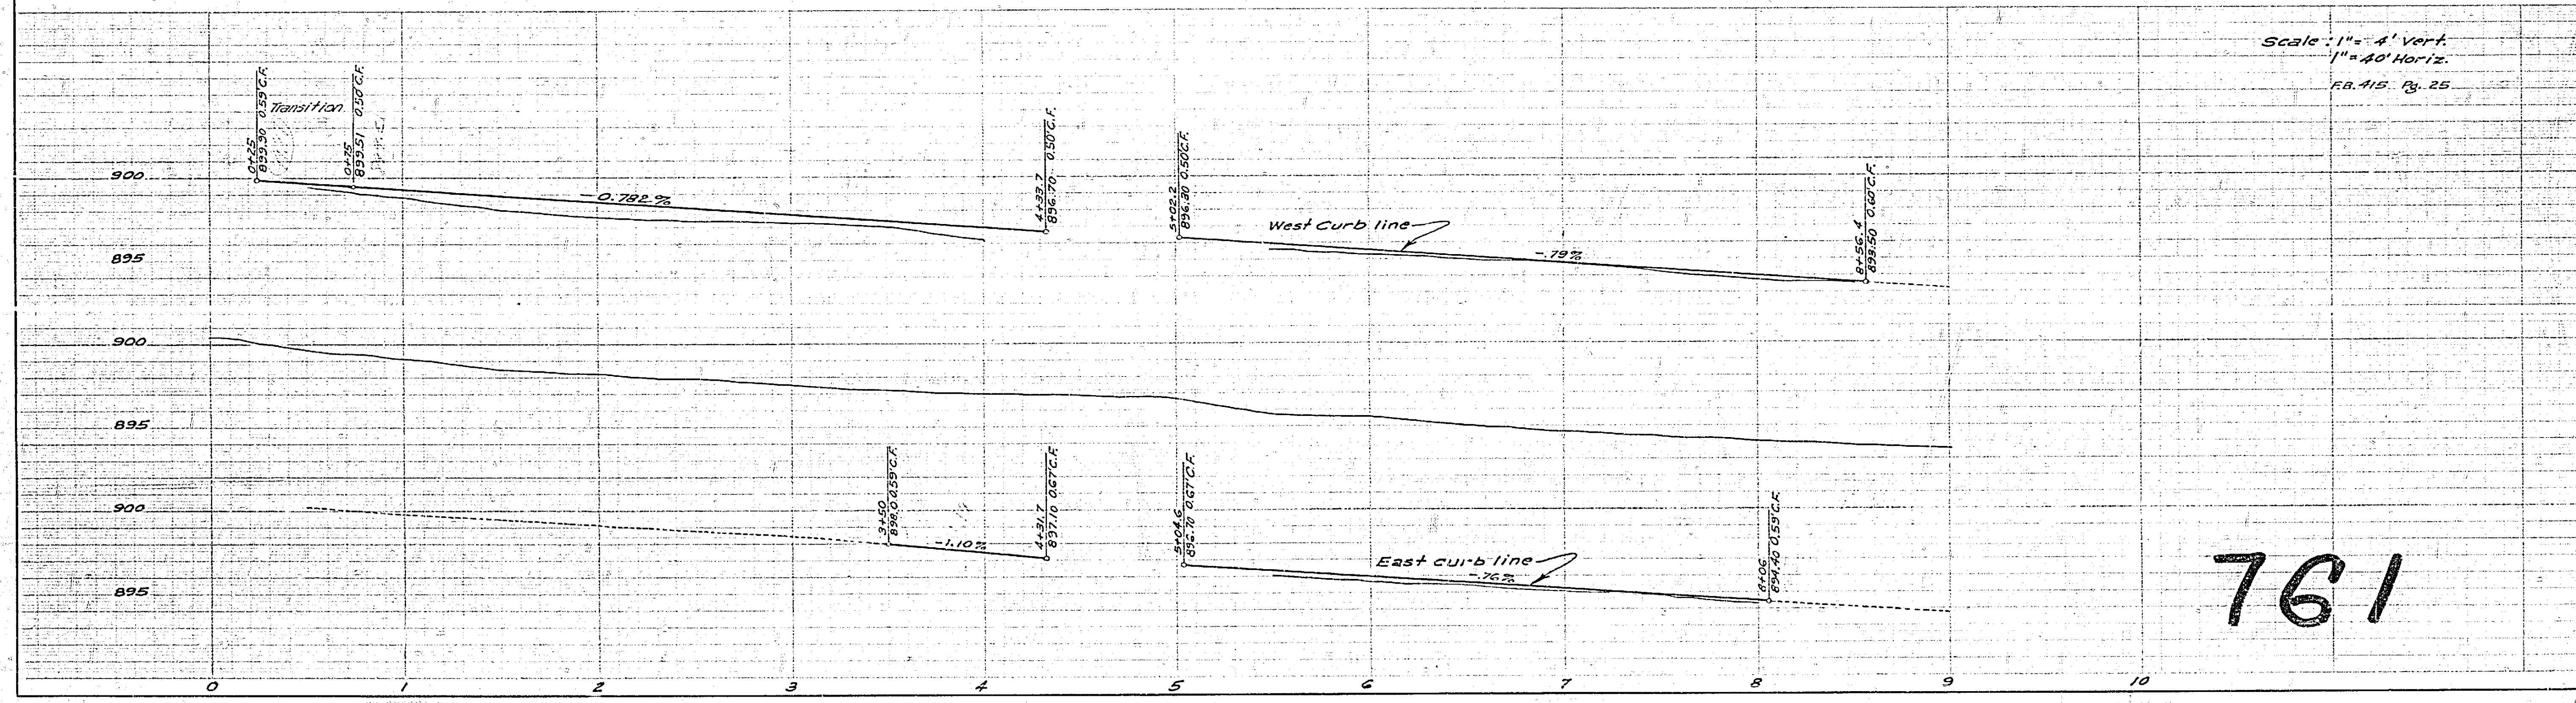 Scale : 1" = 4' Vert.
1" = 40' Horiz.
F.B. 415 Pg. 25
0+25
899.90 0.59' C.F.
Transition
0+75
899.51 0.50' C.F.
4+33.7
896.70 0.50' C.F.
5+02.2
896.30 0.50' C.F.
8+56.4
893.50 0.60' C.F.
900
-0.782%
West Curb line
895
-.79%
900
895
3+50
898.0 0.59' C.F.
4+31.7
897.10 0.67' C.F.
5+04.6
896.70 0.67' C.F.
8+06
894.40 0.59' C.F.
900
-1.10%
East curb line
-.76%
895
761
0 1 2 3 4 5 6 7 8 9 10